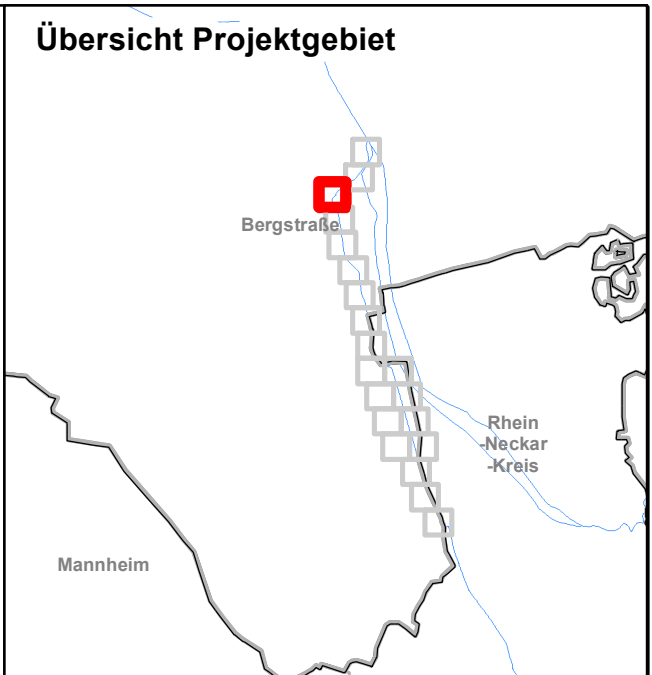 Übersicht Projektgebiet
Bergstraße
Rhein
-Neckar
-Kreis
Mannheim